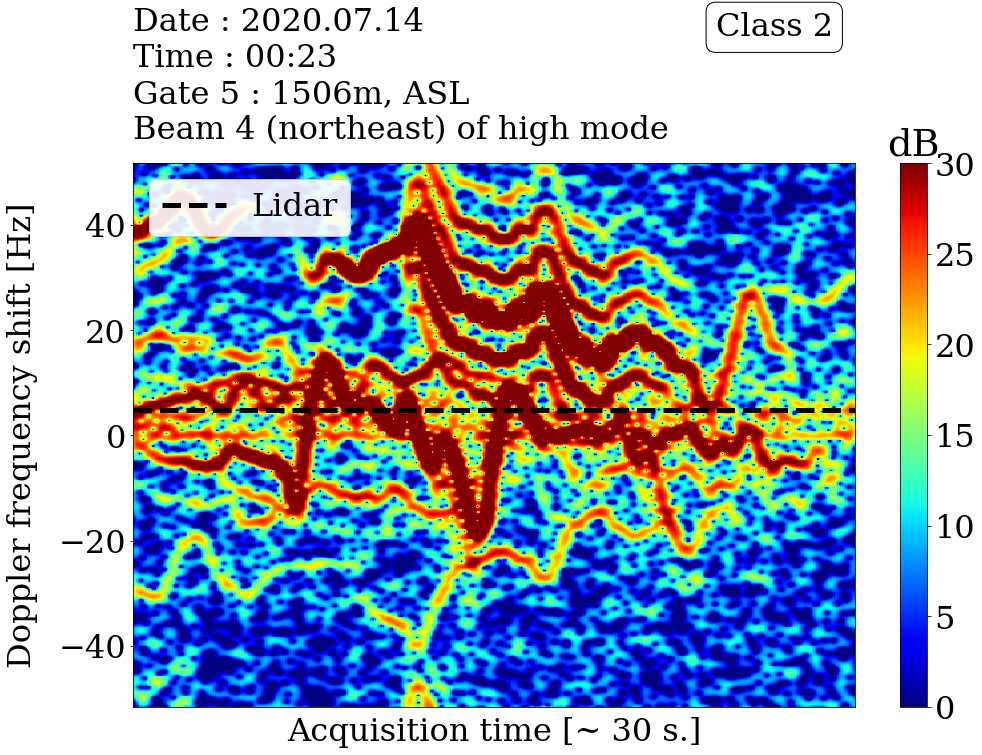 Date : 2020.07.14
Time : 00:23
Gate 5 : 1506m, ASL
Beam 4 (northeast) of high mode
Class 2
dB
Lidar
Doppler frequency shift [Hz]
40
20
0
−20
−40
30
25
20
15
10
5
0
Acquisition time [~ 30 s.]